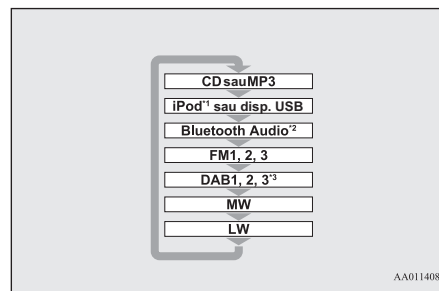 CD sau MP3
iPod*1 sau disp. USB
Bluetooth Audio*2
FM1, 2, 3
DAB1, 2, 3*3
MW
LW
AA011408